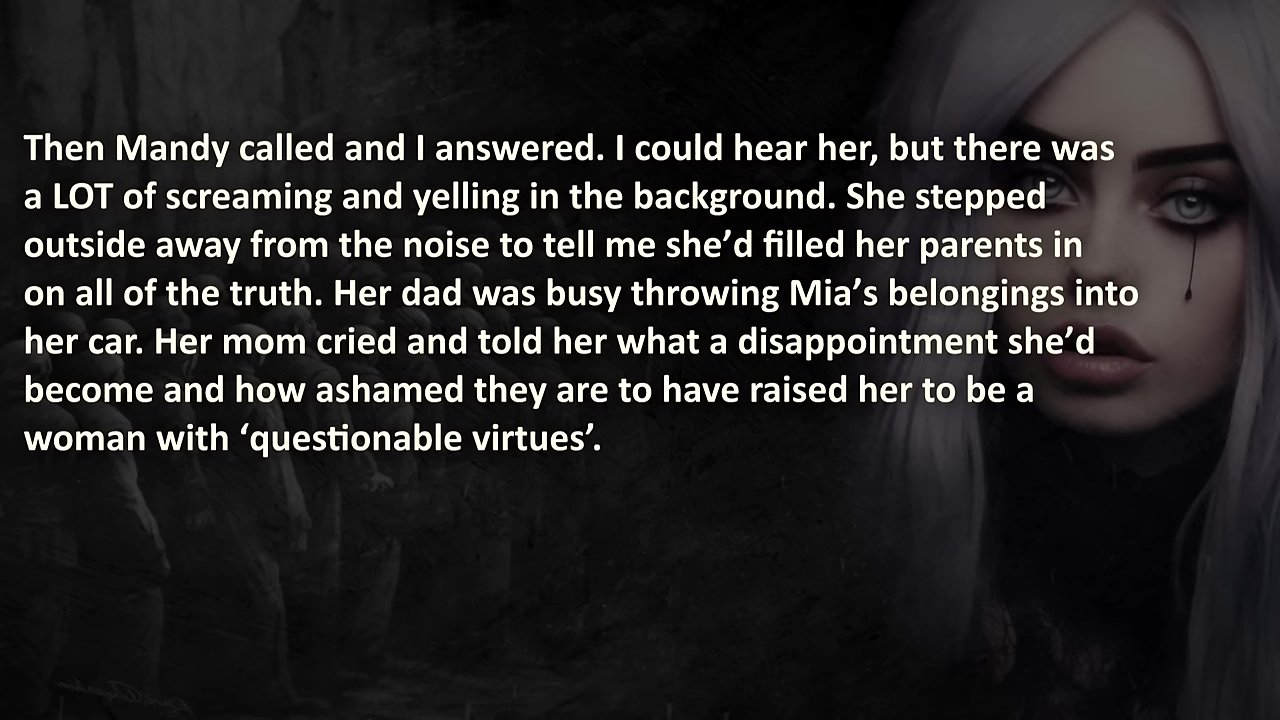 Then Mandy called and I answered. I could hear her, but there was
a LOT of screaming and yelling in the background. She stepped
outside away from the noise to tell me she’d filled her parents in
on all of the truth. Her dad was busy throwing Mia’s belongings into
her car. Her mom cried and told her what a disappointment she’d
become and how ashamed they are to have raised her to be a
woman with ‘questionable virtues’.